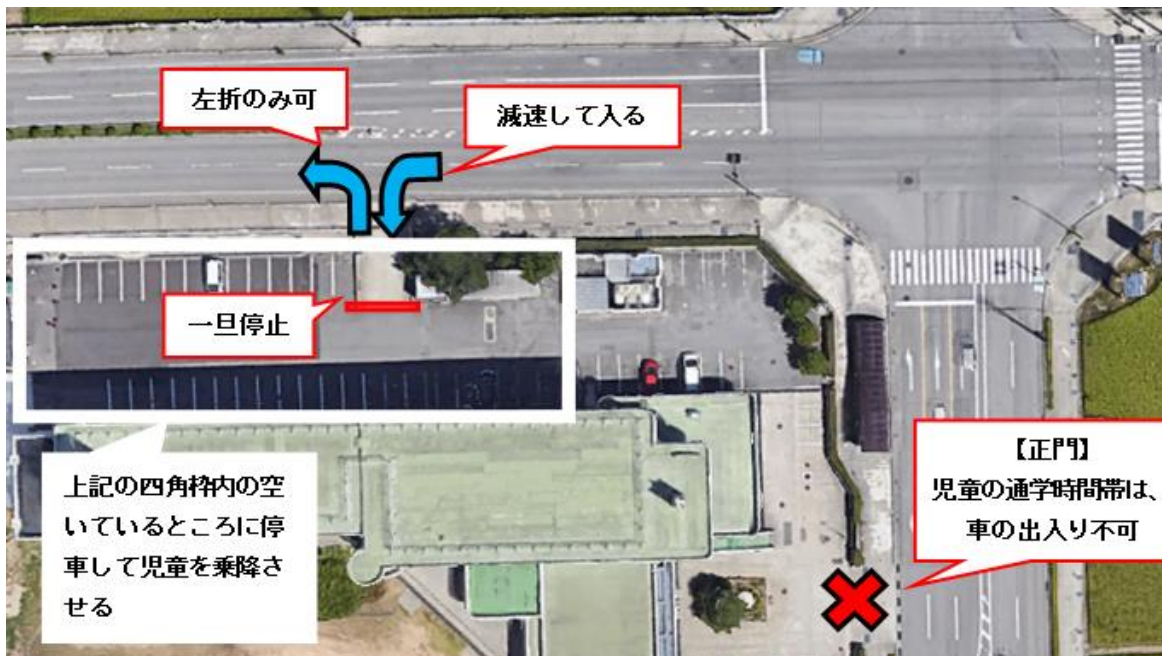 左折のみ可
減速して入る
一旦停止
上記の四角枠内の空
いているところに停
車して児童を乗降さ
せる
【正門】
児童の通学時間帯は、
車の出入り不可